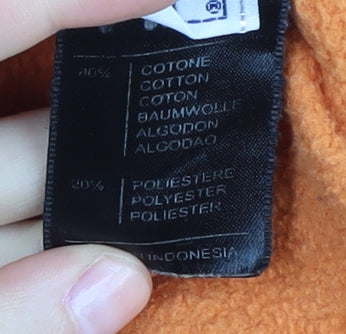 COTONE
COTTON
COTON
BAUMWOLLE
ALGODON
ALGODAO
20% POLIESTERE
POLYESTER
POLIESTER
INDONESIA